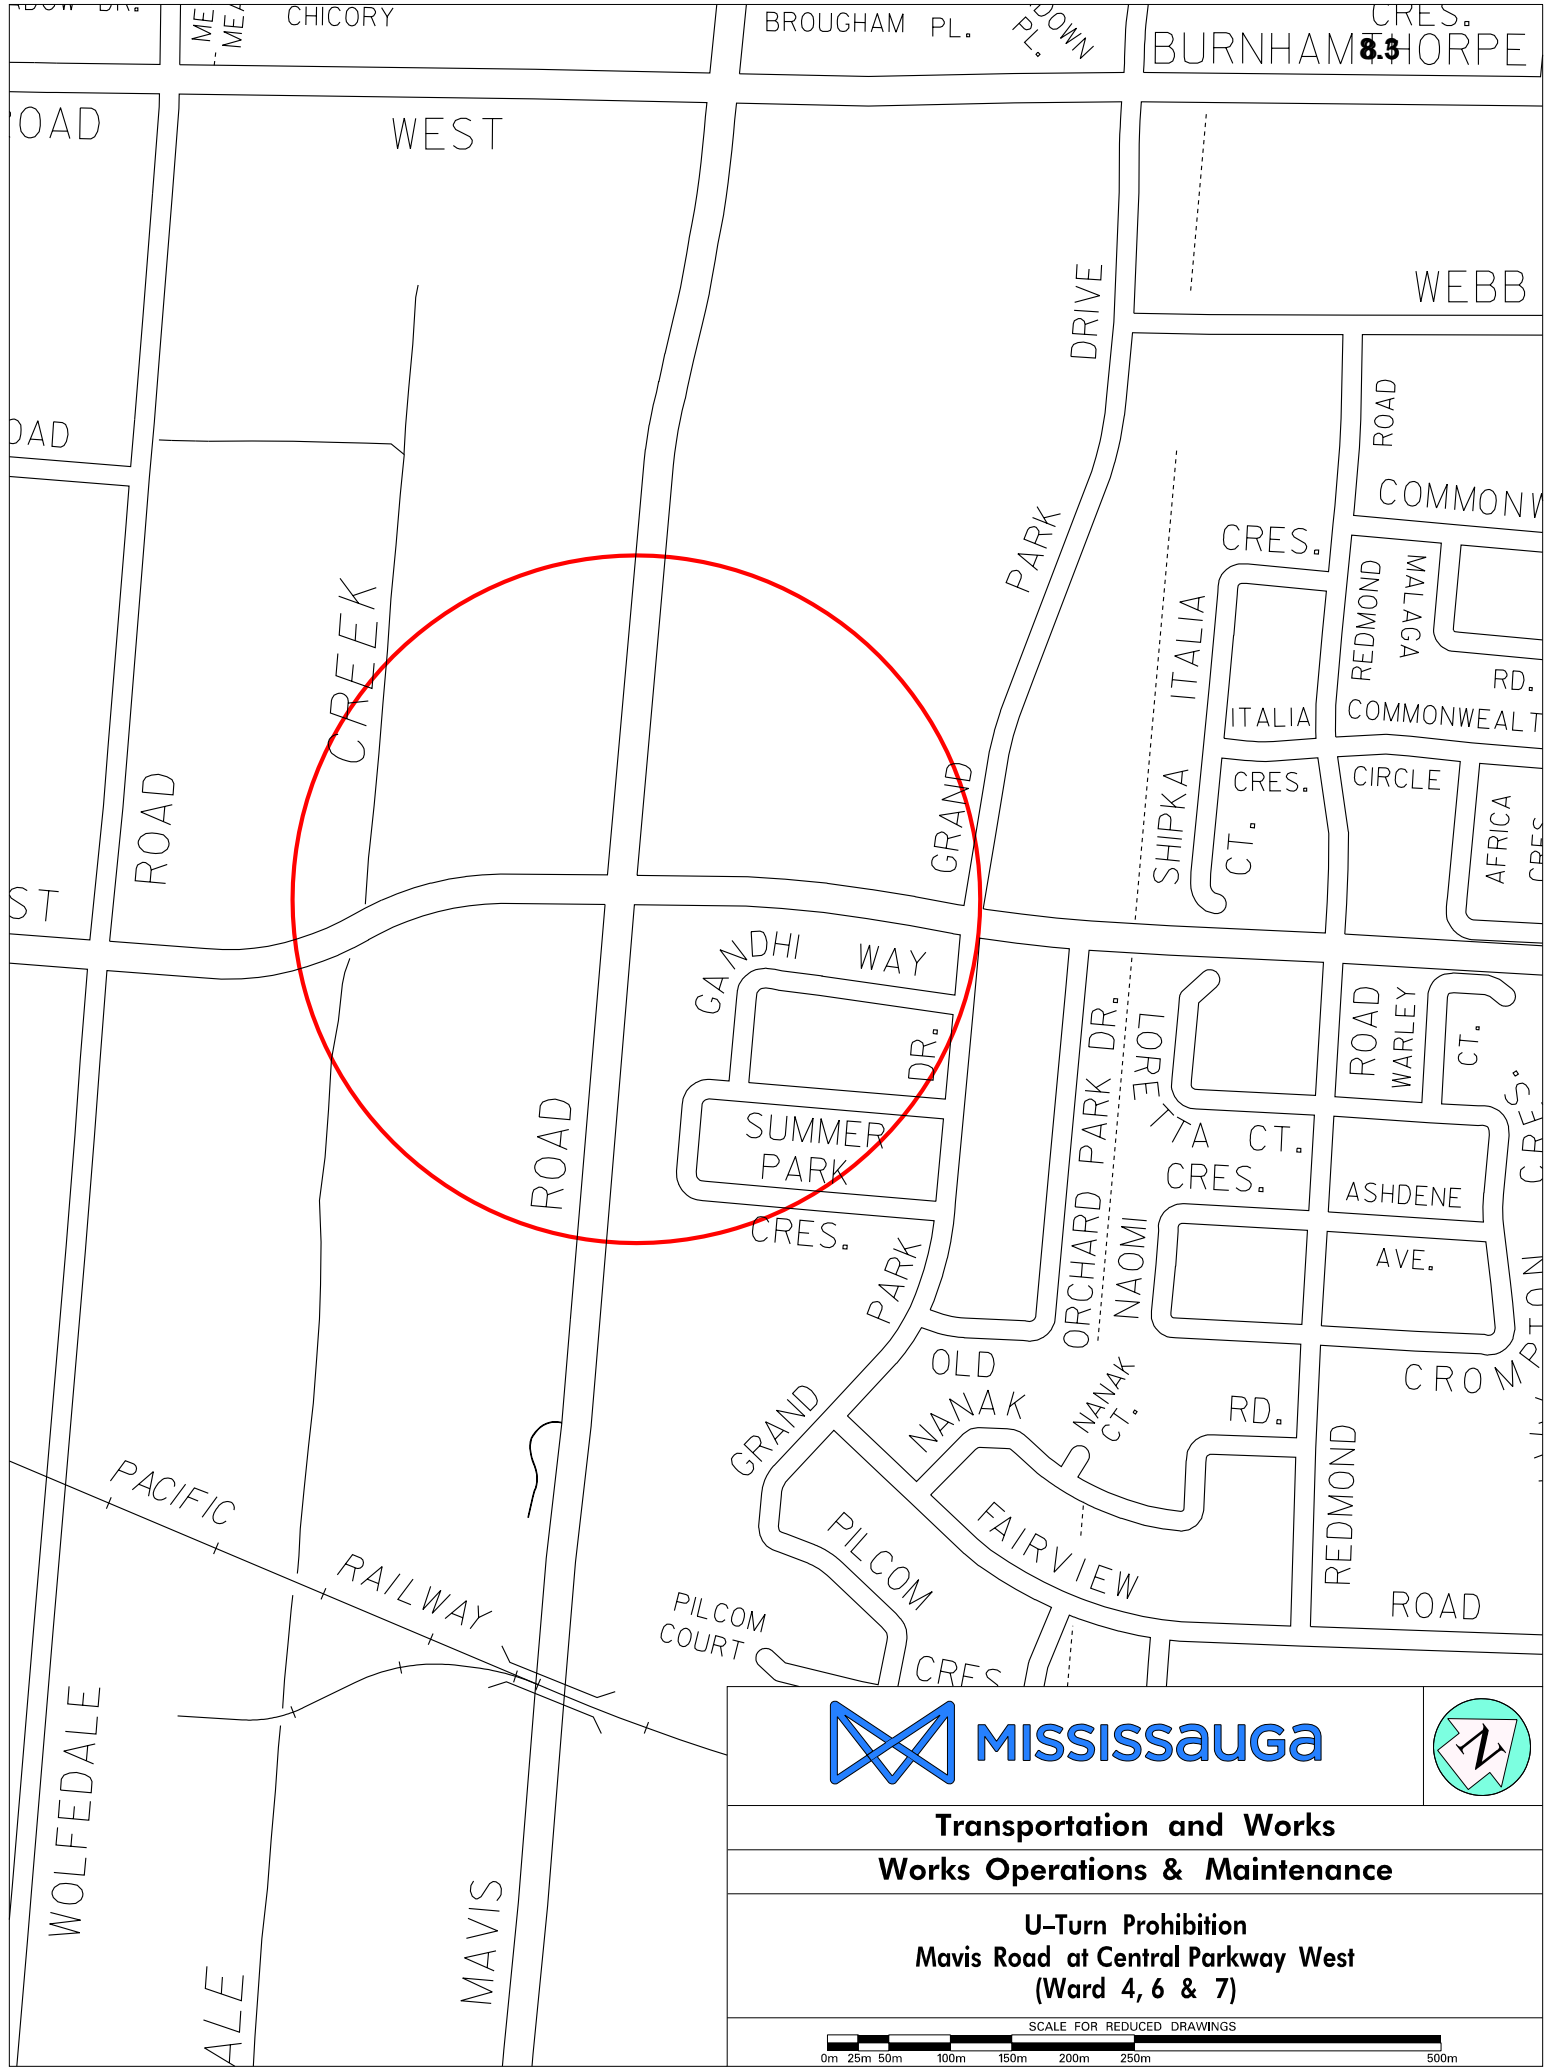 CHICORY
BROUGHAM PL.
PL.
CRES.
BURNHAMTHORPE
8.3
WEST
WEBB
DRIVE
ROAD
COMMONW
CRES.
PARK
CREEK
ITALIA
REDMOND
MALAGA
RD.
ITALIA
COMMONWEALT
CRES.
CIRCLE
ROAD
GRAND
SHIPKA
CT.
AFRICA
ST
GANDHI WAY
DR.
ORCHARD PARK DR.
LORETTA CT.
ROAD
WARLEY
CT.
ROAD
SUMMER
PARK
CRES.
CRES.
ASHDENE
AVE.
NAOMI
CROMPTON CRES.
PARK
OLD
NANAK
NANAK
CT.
RD.
GRAND
REDMOND
PACIFIC
RAILWAY
PILCOM
FAIRVIEW
ROAD
PILCOM
COURT
CRES
WOLFEDALE
MAVIS
ALE
MISSISSAUGA
N
Transportation and Works
Works Operations & Maintenance
U-Turn Prohibition
Mavis Road at Central Parkway West
(Ward 4, 6 & 7)
SCALE FOR REDUCED DRAWINGS
0m 25m 50m 100m 150m 200m 250m 500m